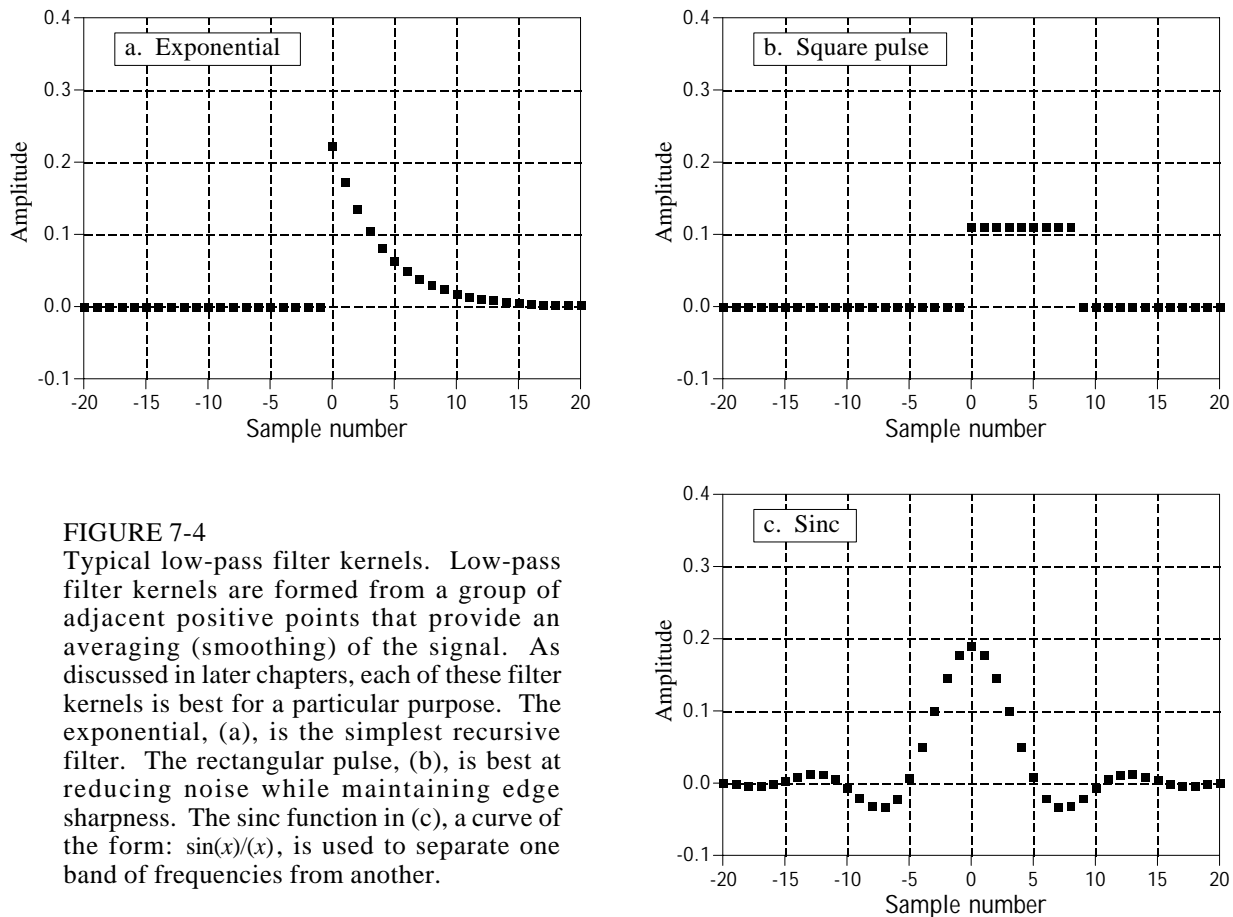 0.4
0.3
0.2
0.1
0.0
-0.1
Amplitude
a. Exponential
-20 -15 -10 -5 0 5 10 15 20
Sample number
0.4
0.3
0.2
0.1
0.0
-0.1
Amplitude
b. Square pulse
-20 -15 -10 -5 0 5 10 15 20
Sample number
FIGURE 7-4
Typical low-pass filter kernels. Low-pass
filter kernels are formed from a group of
adjacent positive points that provide an
averaging (smoothing) of the signal. As
discussed in later chapters, each of these filter
kernels is best for a particular purpose. The
exponential, (a), is the simplest recursive
filter. The rectangular pulse, (b), is best at
reducing noise while maintaining edge
sharpness. The sinc function in (c), a curve of
the form: sin(x)/(x), is used to separate one
band of frequencies from another.
0.4
0.3
0.2
0.1
0.0
-0.1
Amplitude
c. Sinc
-20 -15 -10 -5 0 5 10 15 20
Sample number